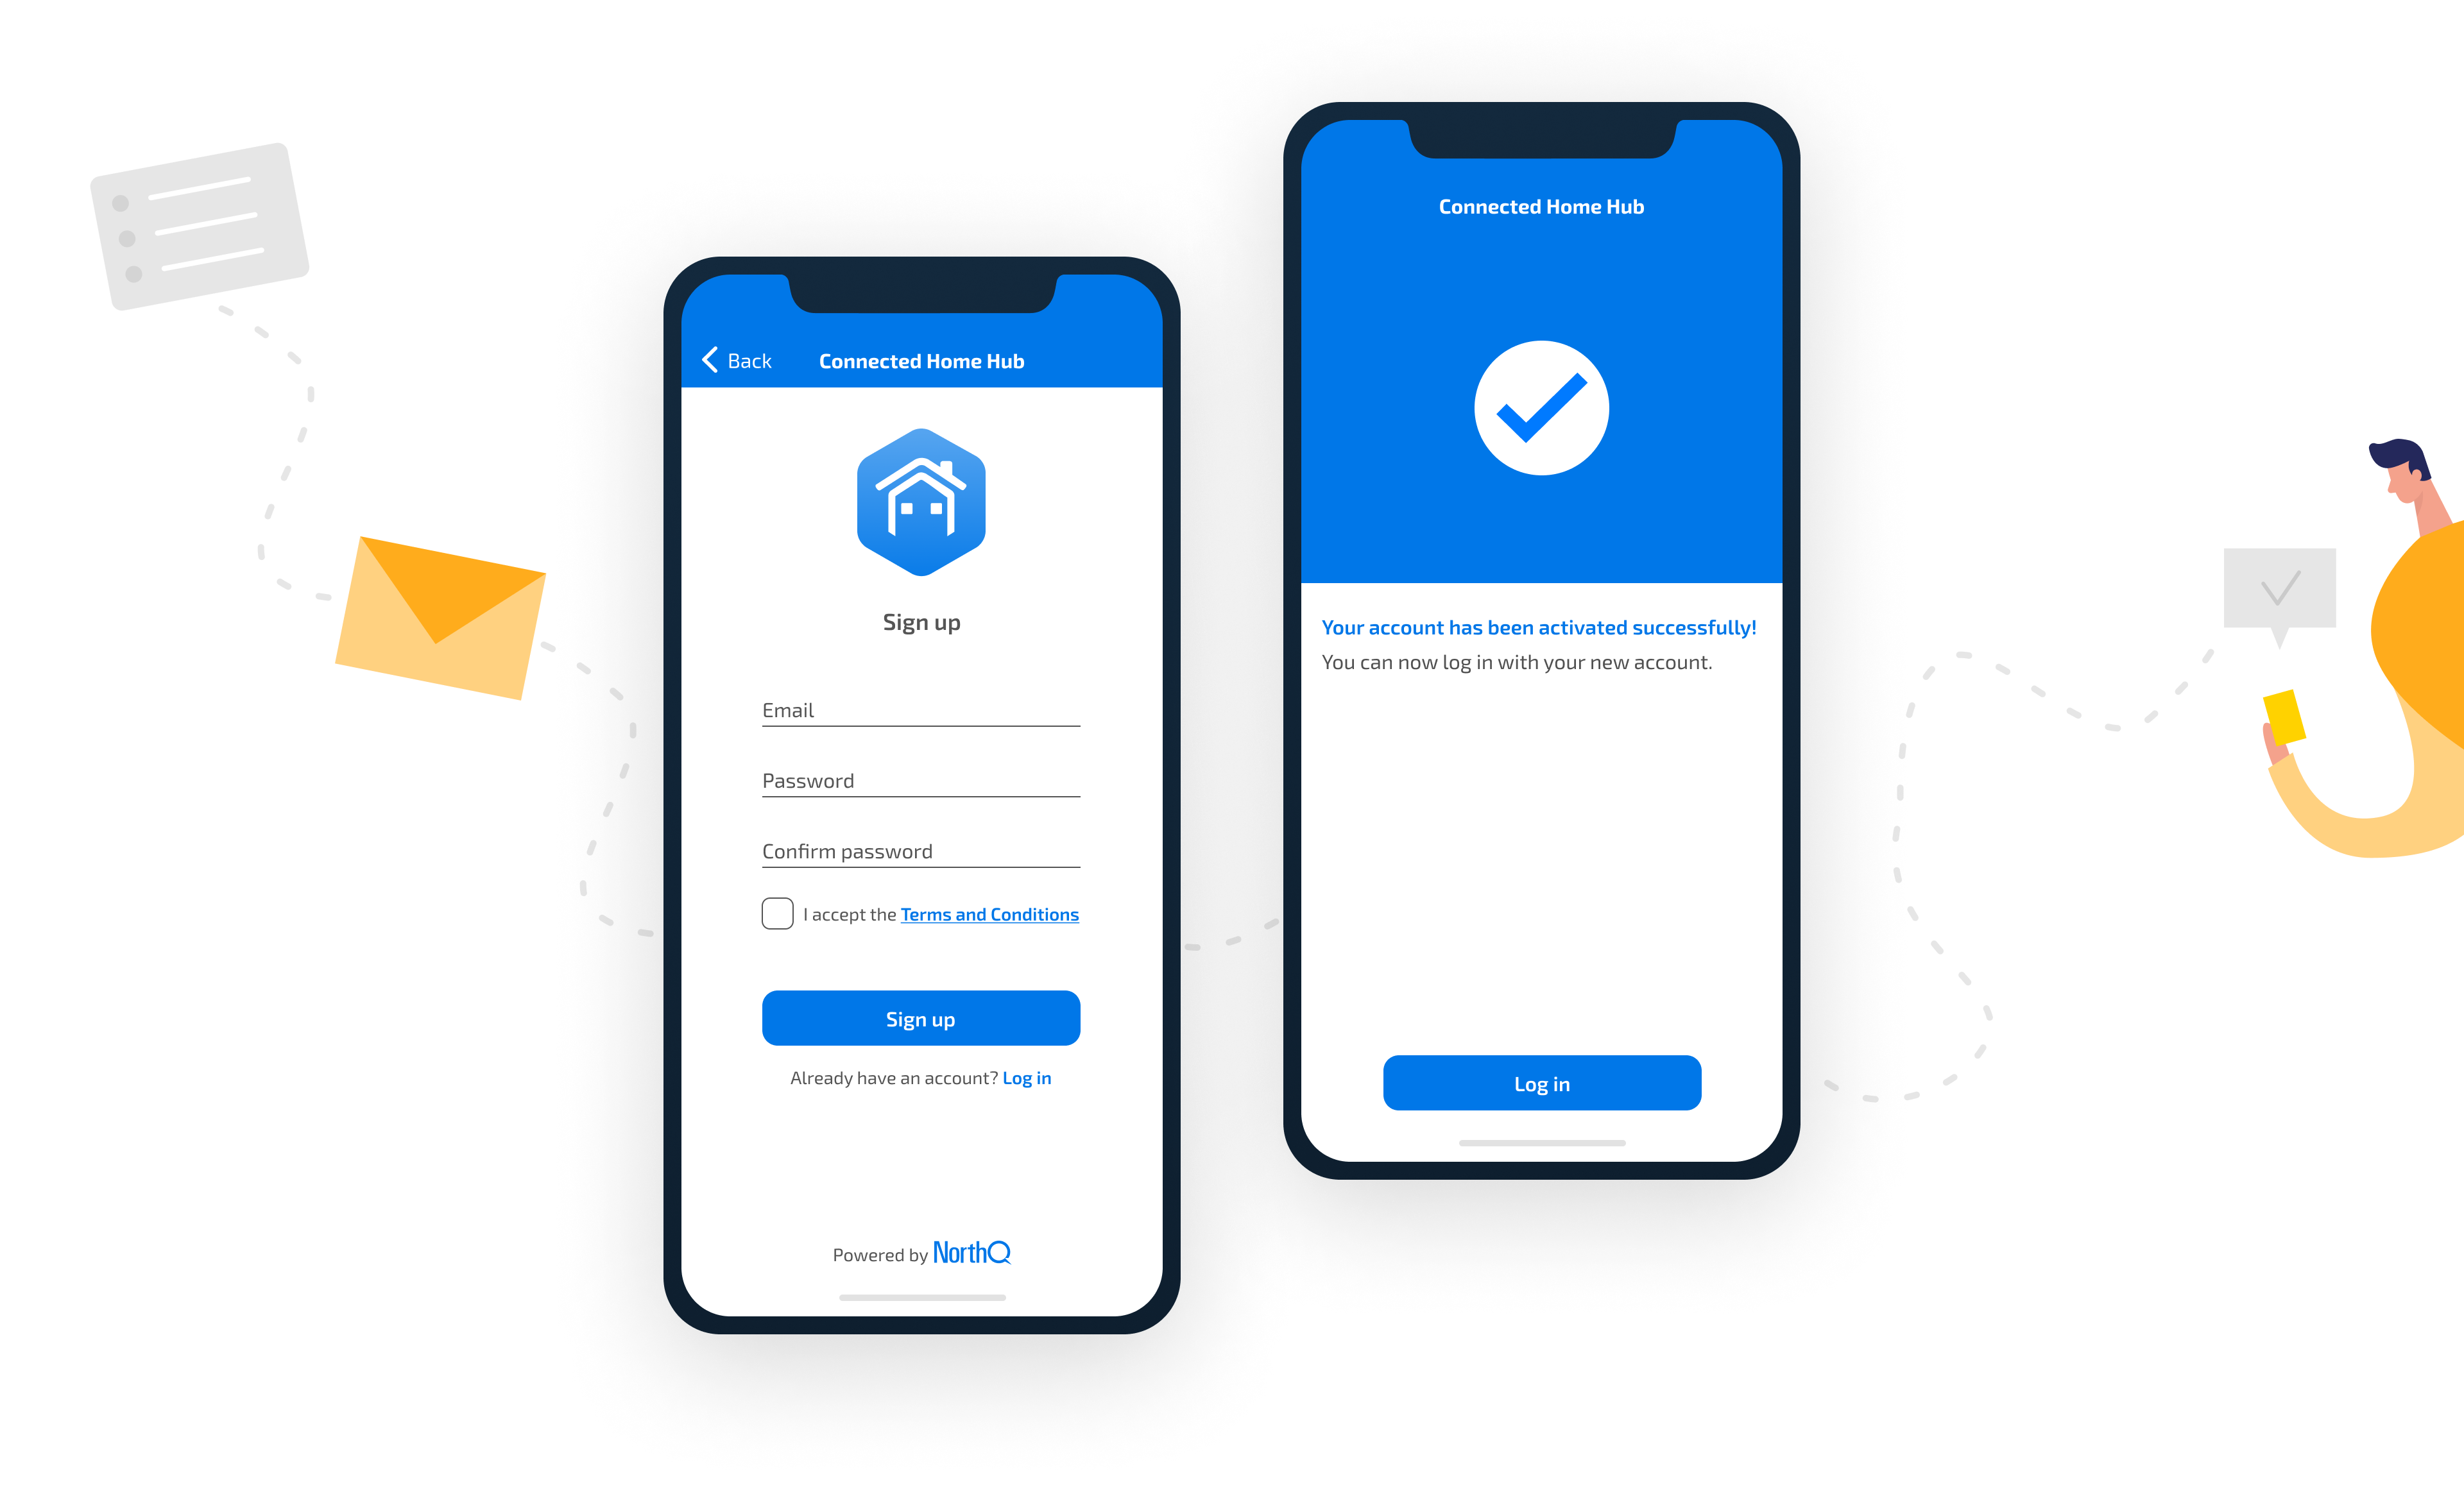 Back
Connected Home Hub
Sign up
Email
Password
Confirm password
I accept the Terms and Conditions
Sign up
Already have an account? Log in
Powered by NorthQ
Connected Home Hub
Your account has been activated successfully!
You can now log in with your new account.
Log in